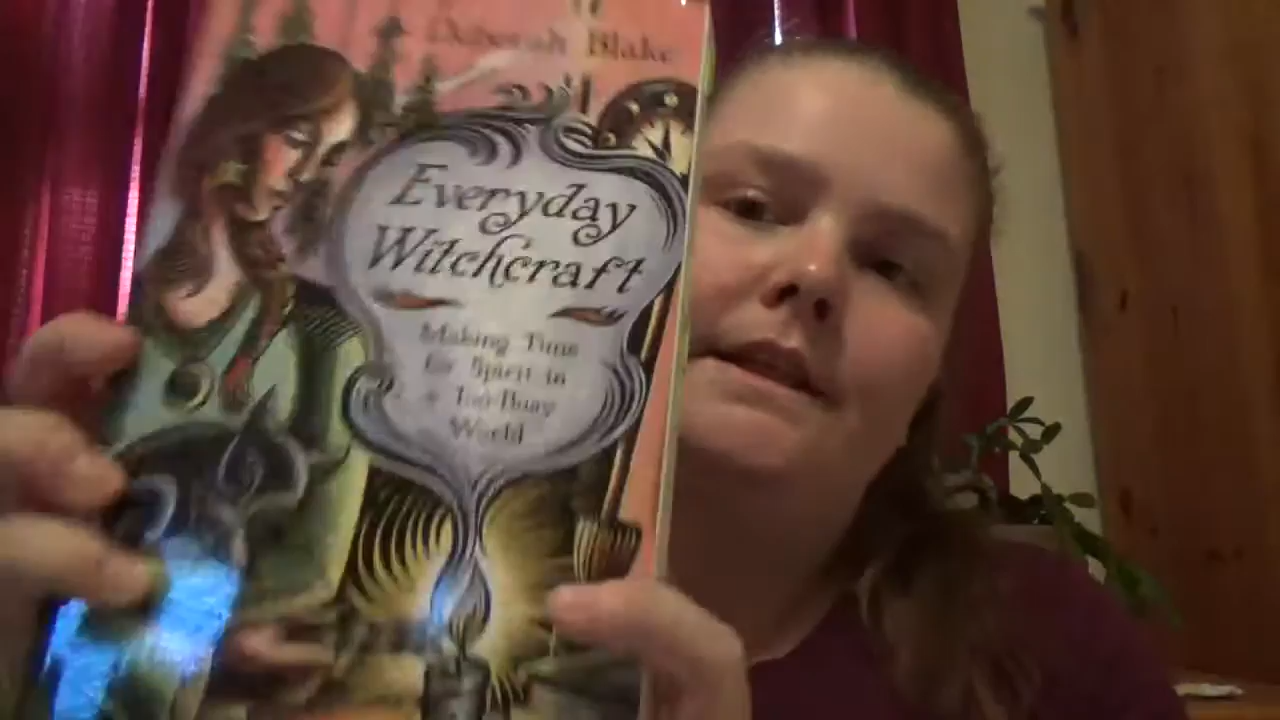 Deborah Blake
Everyday
Witchcraft
Making Time
for Spirit in
a Too-Busy
World